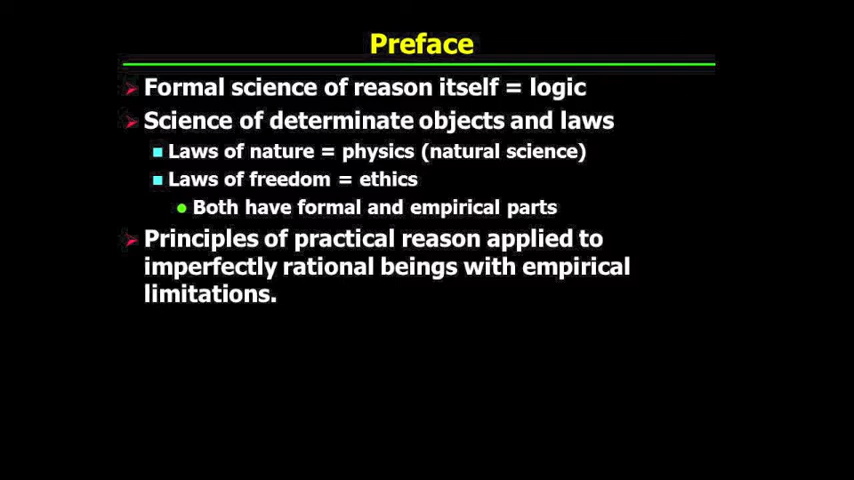 Preface
Formal science of reason itself = logic
Science of determinate objects and laws
Laws of nature = physics (natural science)
Laws of freedom = ethics
Both have formal and empirical parts
Principles of practical reason applied to
imperfectly rational beings with empirical
limitations.